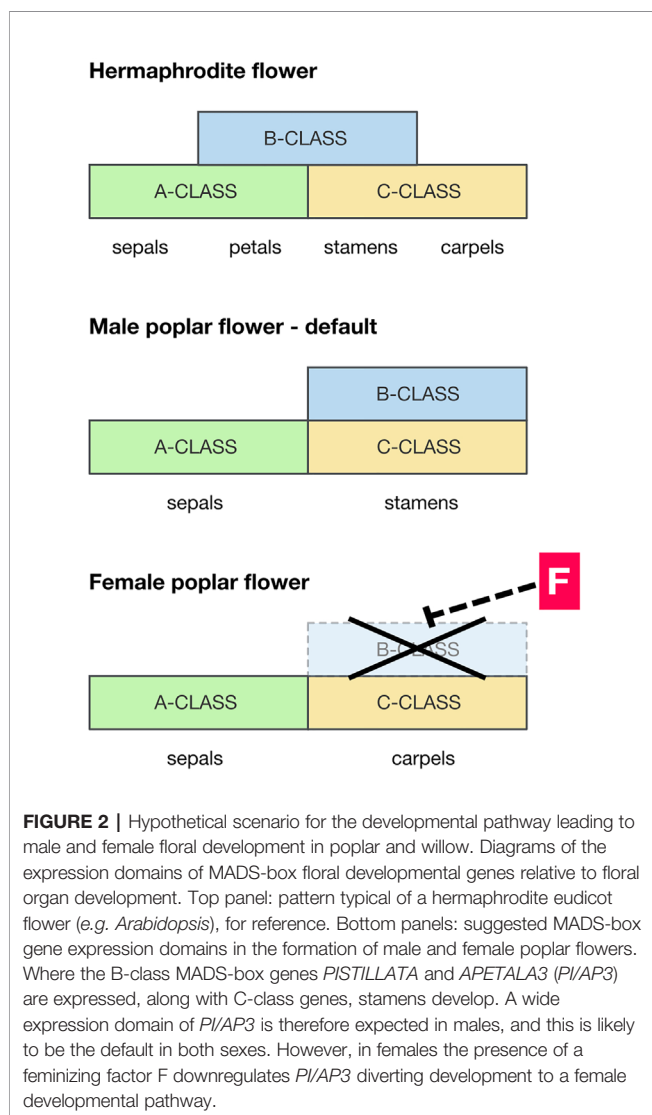 Hermaphrodite flower
B-CLASS
A-CLASS C-CLASS
sepals petals stamens carpels
Male poplar flower - default
B-CLASS
A-CLASS C-CLASS
sepals stamens
Female poplar flower
F
B-CLASS
A-CLASS C-CLASS
sepals carpels
FIGURE 2 | Hypothetical scenario for the developmental pathway leading to
male and female floral development in poplar and willow. Diagrams of the
expression domains of MADS-box floral developmental genes relative to floral
organ development. Top panel: pattern typical of a hermaphrodite eudicot
flower (e.g. Arabidopsis), for reference. Bottom panels: suggested MADS-box
gene expression domains in the formation of male and female poplar flowers.
Where the B-class MADS-box genes PISTILLATA and APETALA3 (PI/AP3)
are expressed, along with C-class genes, stamens develop. A wide
expression domain of PI/AP3 is therefore expected in males, and this is likely
to be the default in both sexes. However, in females the presence of a
feminizing factor F downregulates PI/AP3 diverting development to a female
developmental pathway.